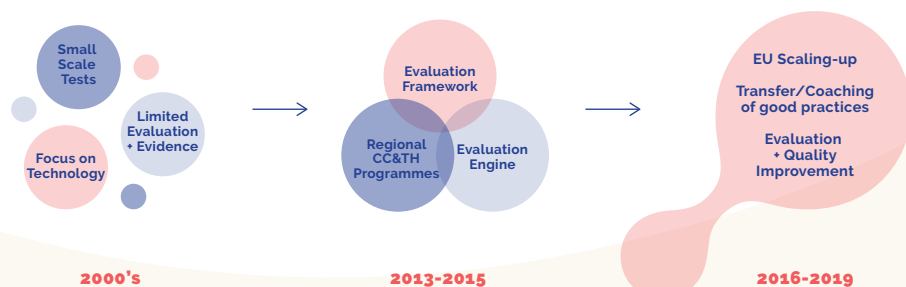 Small
Scale
Tests
Limited
Evaluation
+ Evidence
Focus on
Technology
2000's
Evaluation
Framework
Regional
CC&TH
Programmes
Evaluation
Engine
2013-2015
EU Scaling-up
Transfer/Coaching
of good practices
Evaluation
+ Quality
Improvement
2016-2019